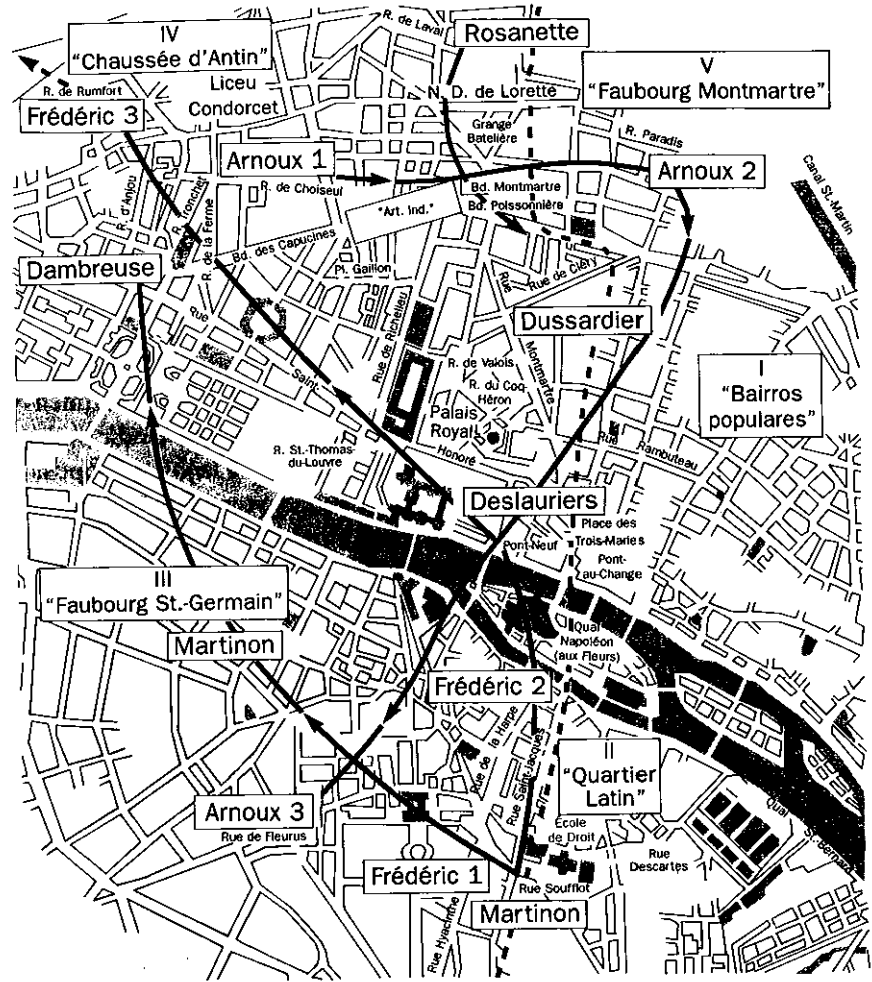 R. de Laval
Rosanette
IV
"Chaussée d'Antin"
V
"Faubourg Montmartre"
R. de Rumfort
Liceu
Condorcet
N. D. de Lorette
Frédéric 3
Grange
Batelière
R. Paradis
Arnoux 1
Arnoux 2
Canal St.-Martin
R. d'Anjou
R. Tronchet
R. de la Ferme
R. de Choiseul
Bd. Montmartre
"Art. Ind."
Bd. Poissonnière
Bd. des Capucines
Pl. Gaillon
Rue
Rue de Cléry
Dambreuse
que
Saint
Rue de Richelieu
Dussardier
Montmartre
R. de Valois
R. du Coq
Héron
I
"Bairros
populares"
Palais
Royal
Honoré
Rue
Rambuteau
R. St.-Thomas-
du-Louvre
Deslauriers
Pont-Neuf
Place des
Trois-Maries
Pont-
au-Change
III
"Faubourg St.-Germain"
Martinon
Quai
Napoléon
(aux Fleurs)
Frédéric 2
Rue de la Harpe
Rue Saint-Jacques
II
"Quartier
Latin"
Arnoux 3
Rue de Fleurus
École
de Droit
Rue
Descartes
Quai
St.-Bernard
Frédéric 1
Rue Soufflot
Martinon
Rue Hyacinthe